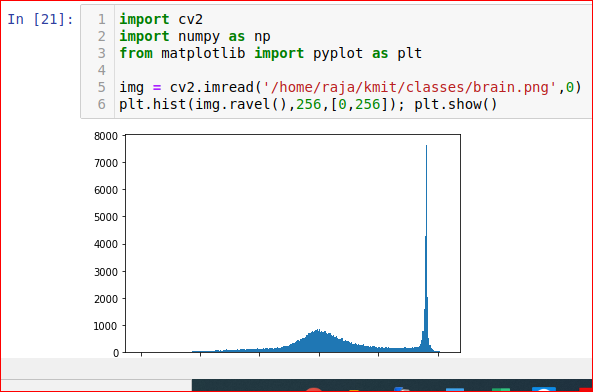 In [21]:
1 import cv2
2 import numpy as np
3 from matplotlib import pyplot as plt
4
5 img = cv2.imread('/home/raja/kmit/classes/brain.png',0)
6 plt.hist(img.ravel(),256,[0,256]); plt.show()
8000
7000
6000
5000
4000
3000
2000
1000
0